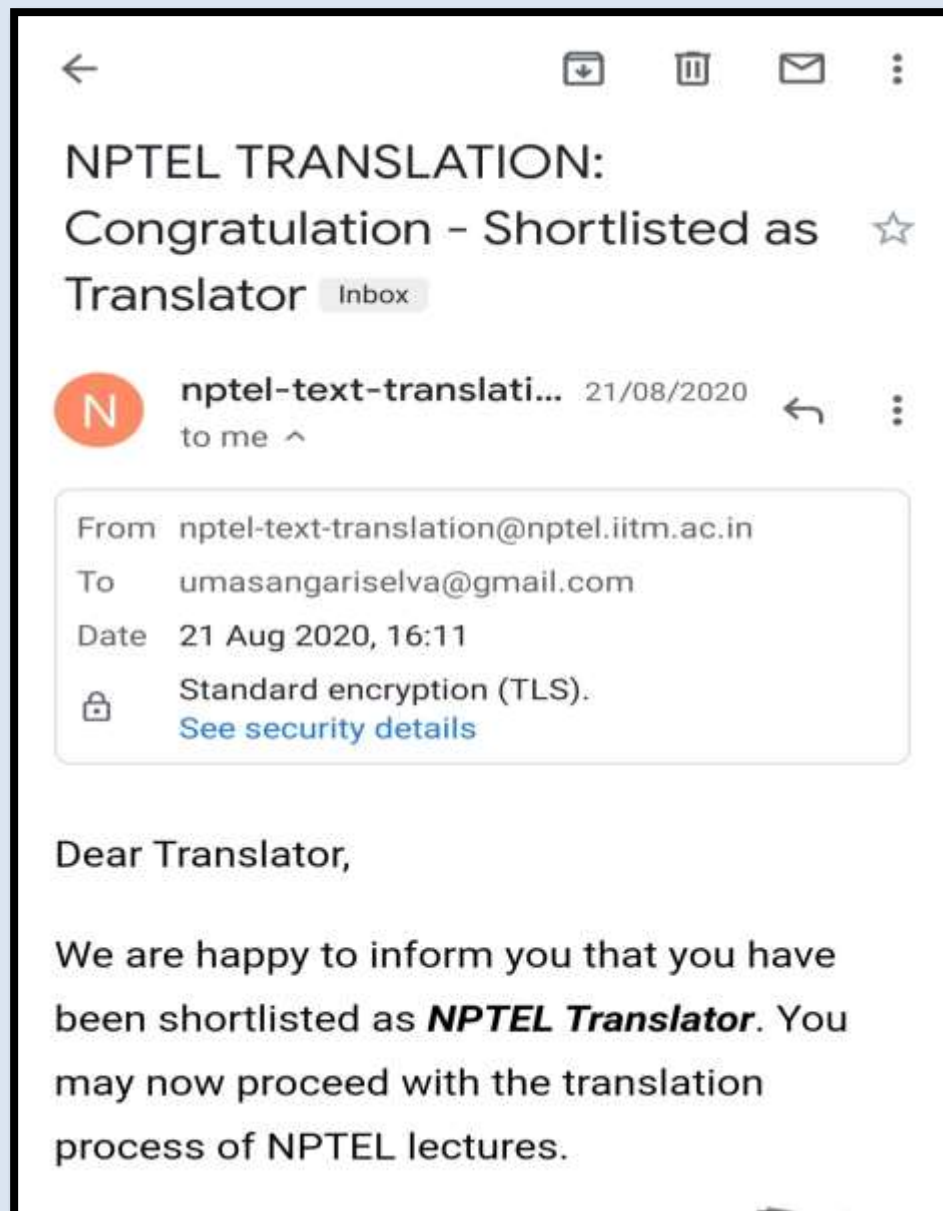 NPTEL TRANSLATION:
Congratulation - Shortlisted as
Translator Inbox
N
nptel-text-translati... 21/08/2020
to me
From nptel-text-translation@nptel.iitm.ac.in
To umasangariselva@gmail.com
Date 21 Aug 2020, 16:11
Standard encryption (TLS).
See security details
Dear Translator,
We are happy to inform you that you have
been shortlisted as NPTEL Translator. You
may now proceed with the translation
process of NPTEL lectures.